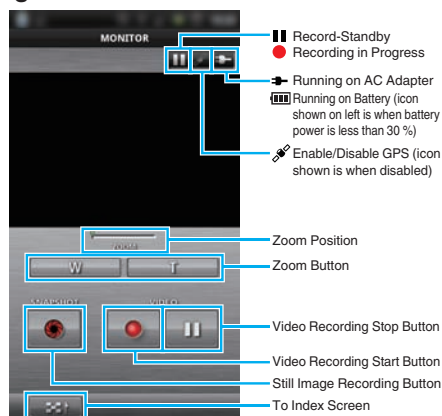 MONITOR
Record-Standby
Recording in Progress
Running on AC Adapter
Running on Battery (icon
shown on left is when battery
power is less than 30 %)
Enable/Disable GPS (icon
shown is when disabled)
ZOOM
Zoom Position
W T
Zoom Button
SNAPSHOT VIDEO
Video Recording Stop Button
Video Recording Start Button
Still Image Recording Button
To Index Screen